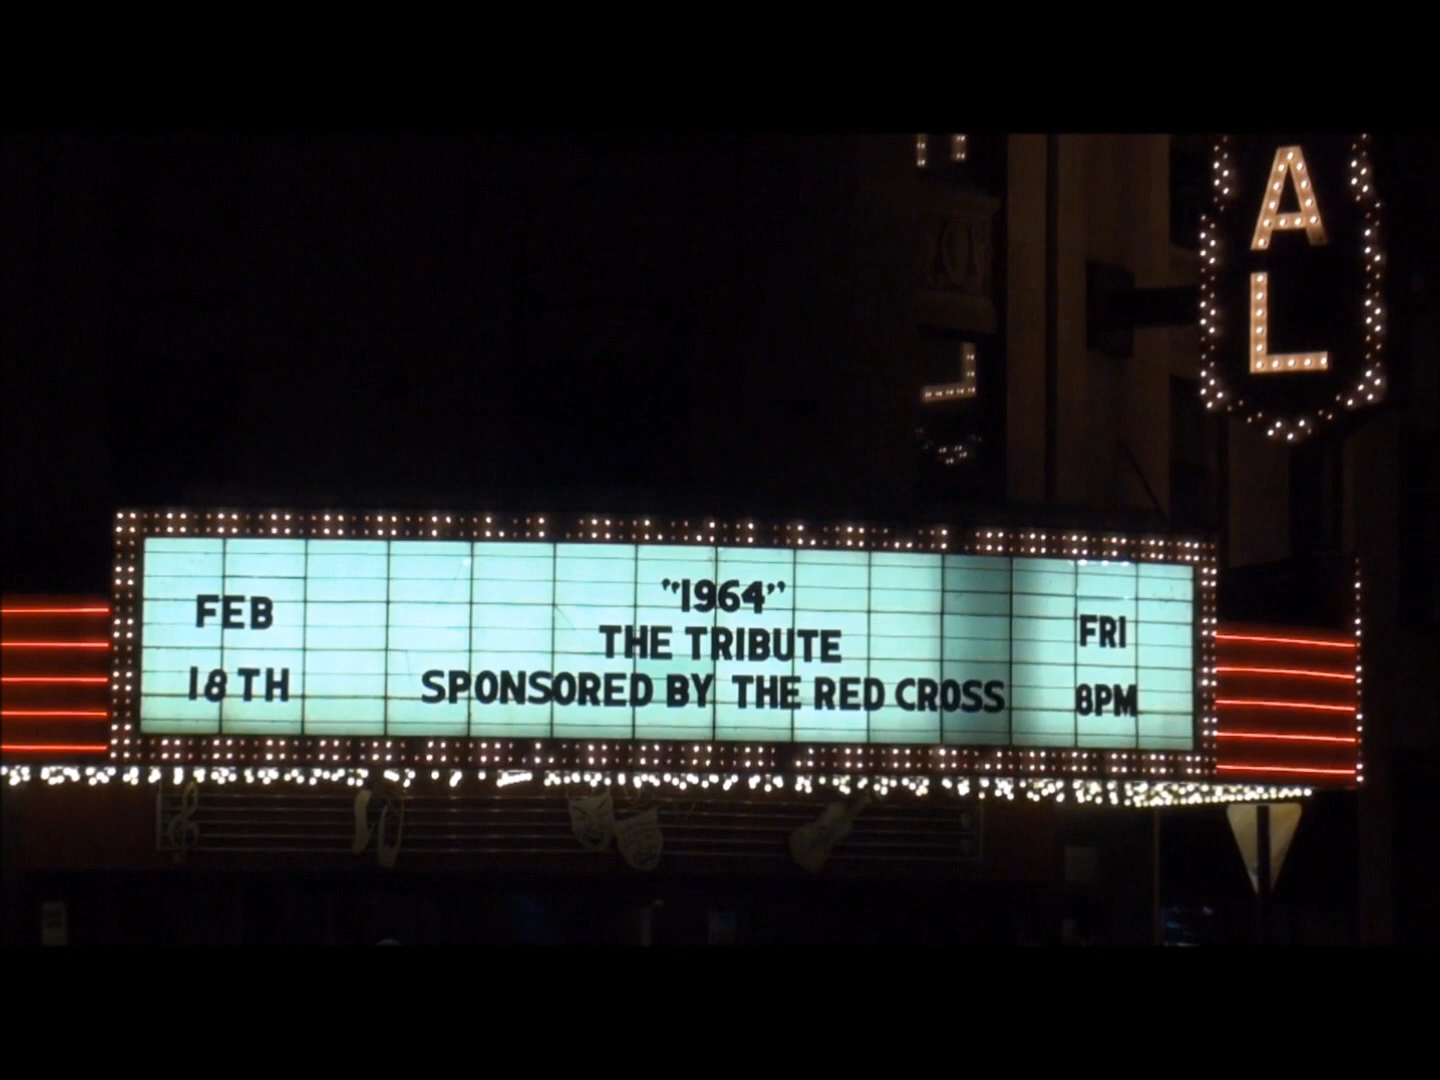 A
L
"1964"
FEB
THE TRIBUTE
FRI
18TH
SPONSORED BY THE RED CROSS
8PM